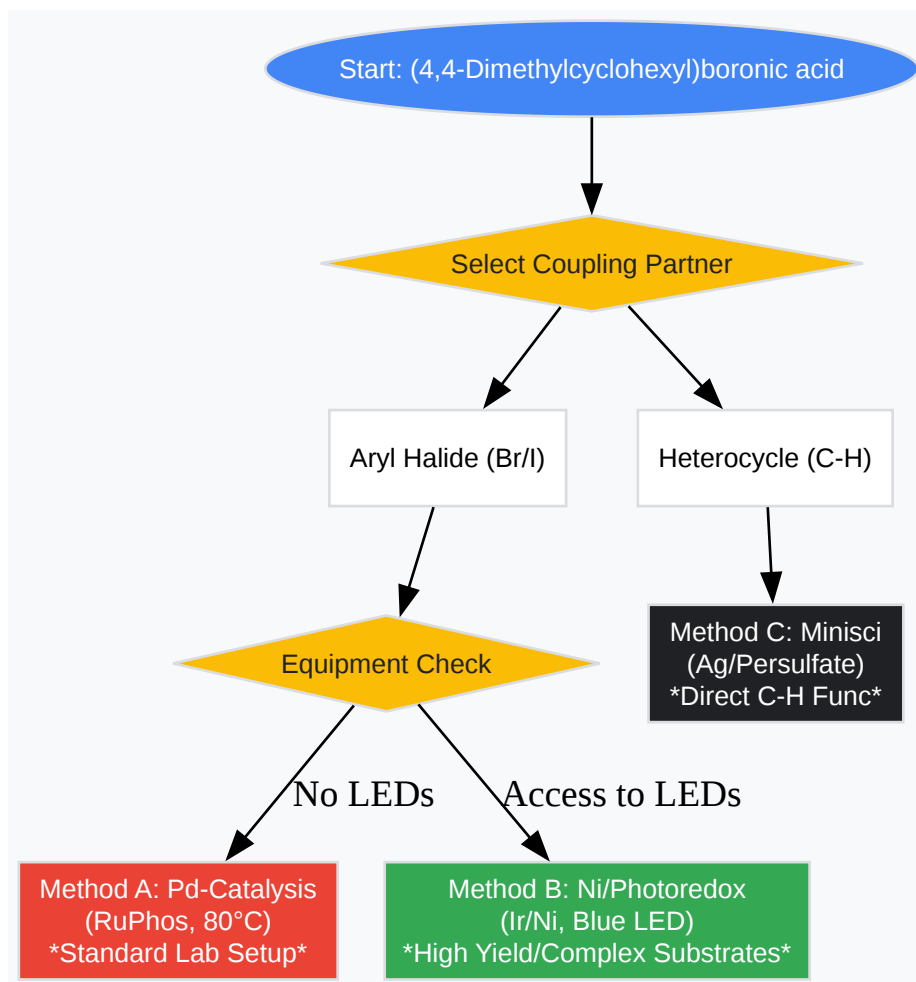 Start: (4,4-Dimethylcyclohexyl)boronic acid
Select Coupling Partner
Aryl Halide (Br/I)
Heterocycle (C-H)
Equipment Check
Method C: Minisci
(Ag/Persulfate)
*Direct C-H Func*
No LEDs
Access to LEDs
Method A: Pd-Catalysis
(RuPhos, 80°C)
*Standard Lab Setup*
Method B: Ni/Photoredox
(Ir/Ni, Blue LED)
*High Yield/Complex Substrates*